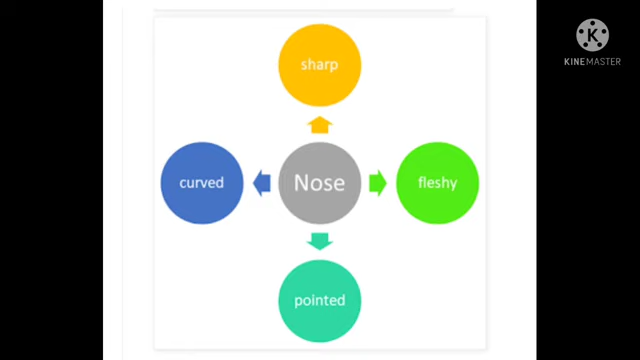 sharp
K
KINEMASTER
curved
Nose
fleshy
pointed